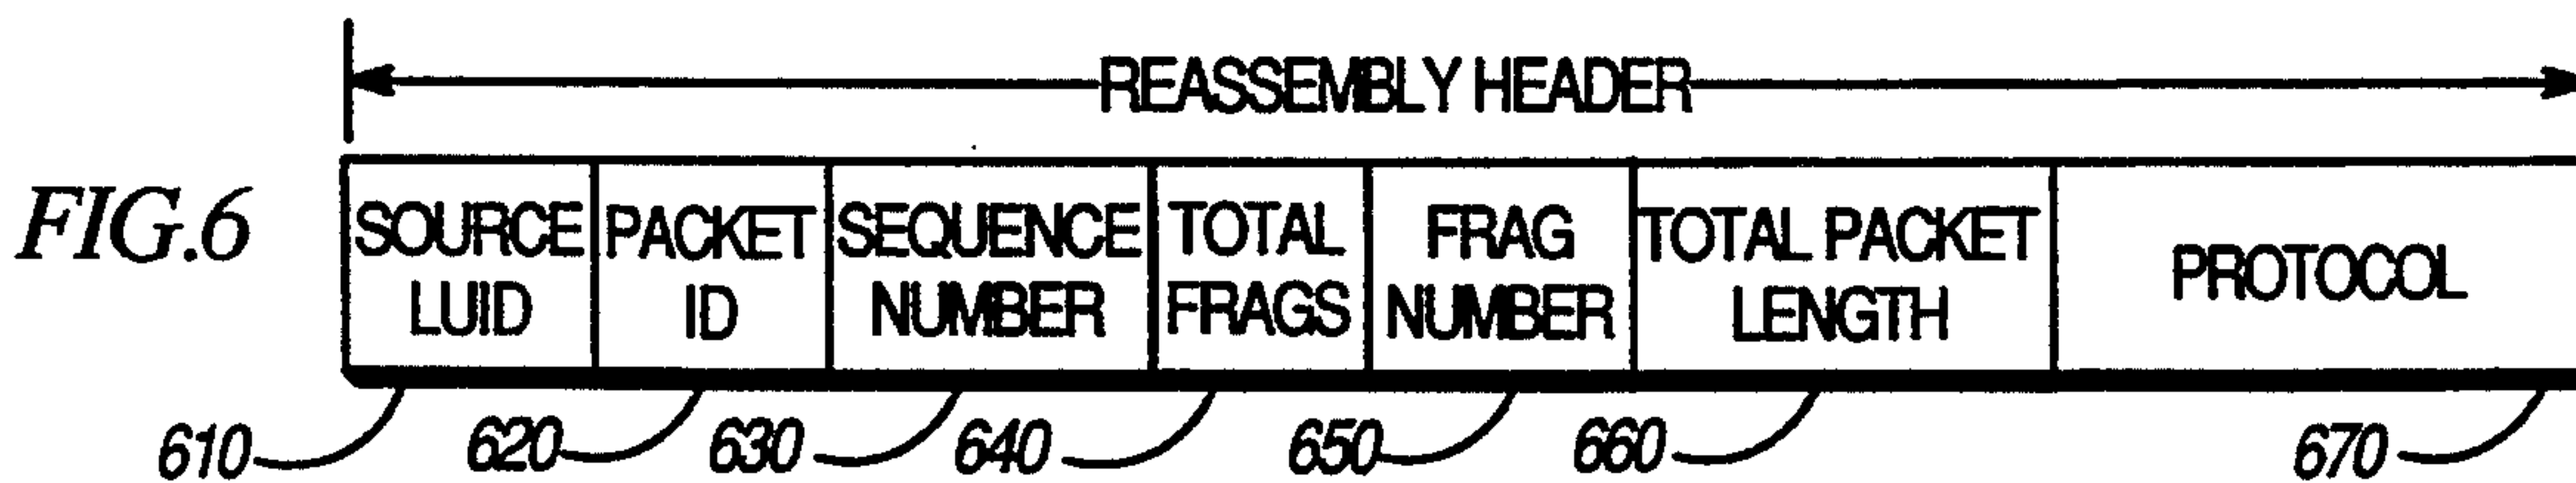 REASSEMBLY HEADER
FIG.6
SOURCE LUID
PACKET ID
SEQUENCE NUMBER
TOTAL FRAGS
FRAG NUMBER
TOTAL PACKET LENGTH
PROTOCOL
610
620
630
640
650
660
670